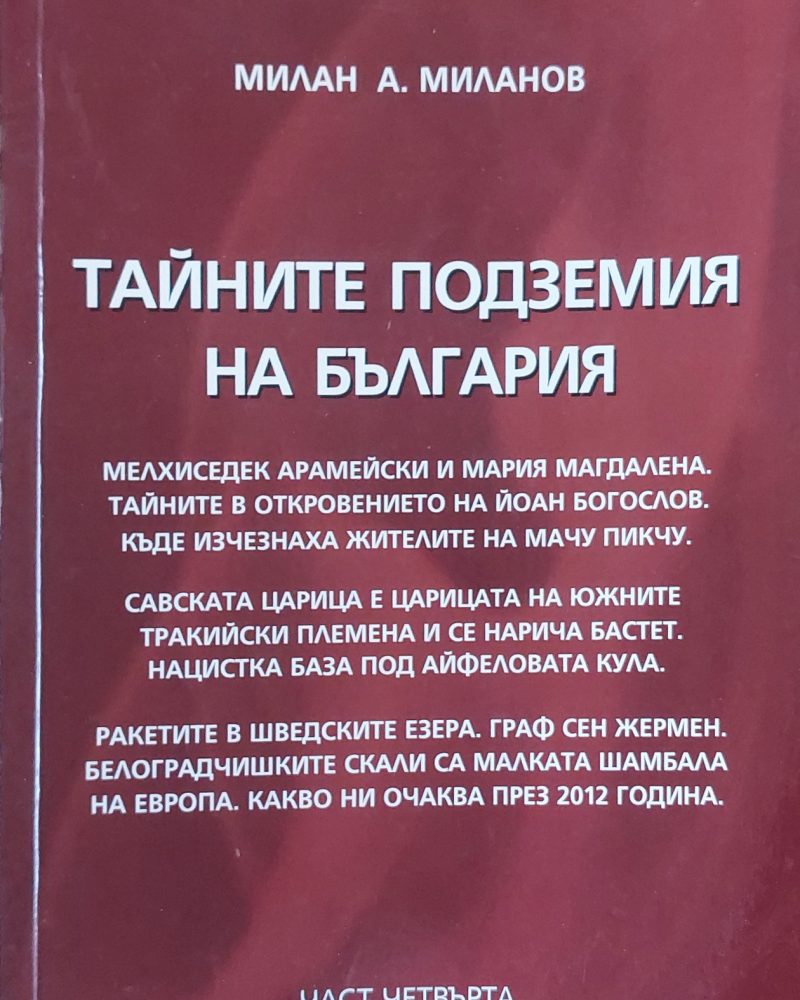 МИЛАН А. МИЛАНОВ
ТАЙНИТЕ ПОДЗЕМИЯ
НА БЪЛГАРИЯ
МЕЛХИСЕДЕК АРАМЕЙСКИ И МАРИЯ МАГДАЛЕНА.
ТАЙНИТЕ В ОТКРОВЕНИЕТО НА ЙОАН БОГОСЛОВ.
КЪДЕ ИЗЧЕЗНАХА ЖИТЕЛИТЕ НА МАЧУ ПИКЧУ.
САВСКАТА ЦАРИЦА Е ЦАРИЦАТА НА ЮЖНИТЕ
ТРАКИЙСКИ ПЛЕМЕНА И СЕ НАРИЧА БАСТЕТ.
НАЦИСТКА БАЗА ПОД АЙФЕЛОВАТА КУЛА.
РАКЕТИТЕ В ШВЕДСКИТЕ ЕЗЕРА. ГРАФ СЕН ЖЕРМЕН.
БЕЛОГРАДЧИШКИТЕ СКАЛИ СА МАЛКАТА ШАМБАЛА
НА ЕВРОПА. КАКВО НИ ОЧАКВА ПРЕЗ 2012 ГОДИНА.
ЧАСТ ЧЕТВЪРТА